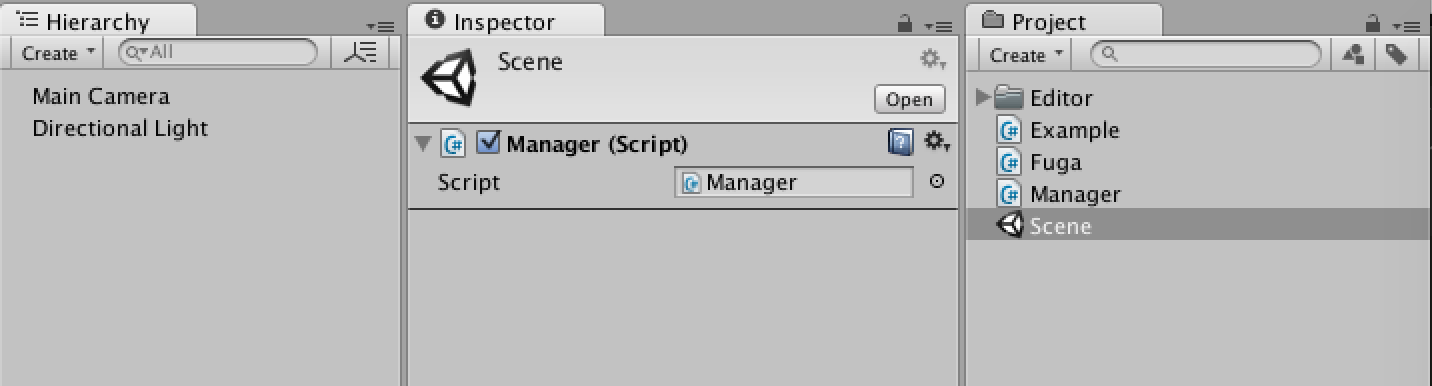 Hierarchy
Create
All
Main Camera
Directional Light
Inspector
Scene
Open
Manager (Script)
Script
Manager
Project
Create
Editor
Example
Fuga
Manager
Scene